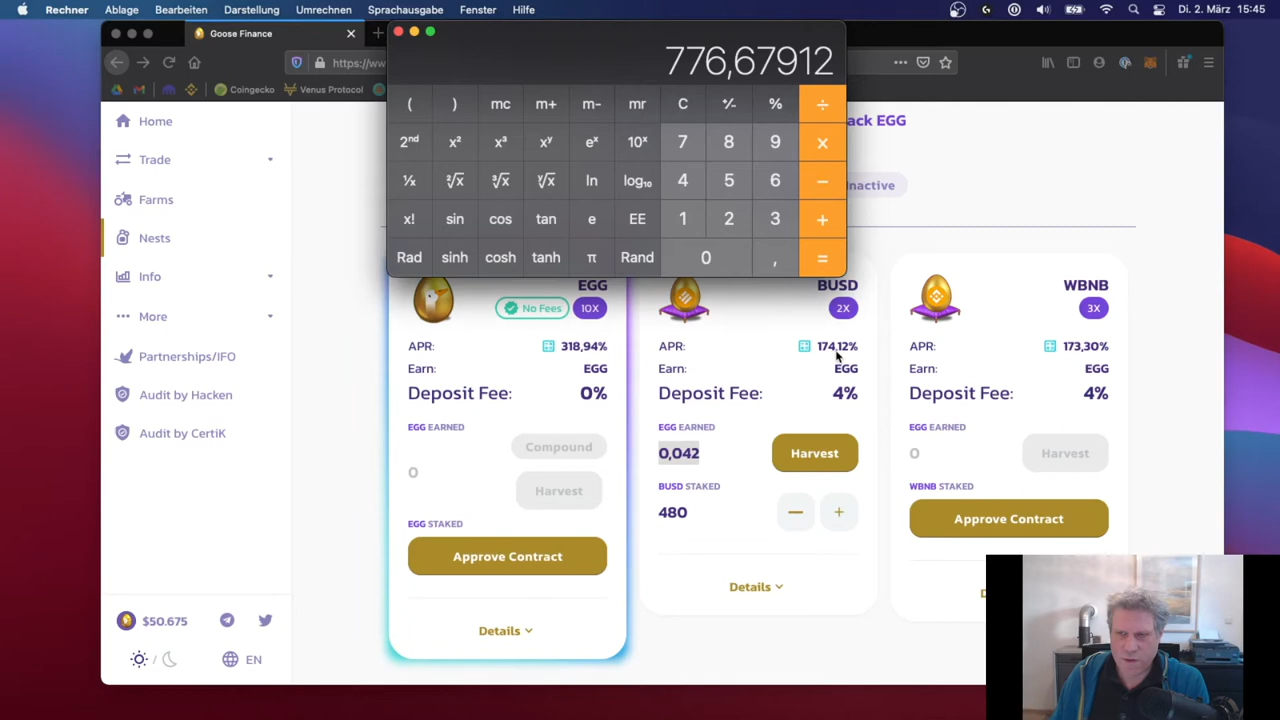 Rechner Ablage Bearbeiten Darstellung Umrechnen Sprachausgabe Fenster Hilfe Di. 2. März 15:45
Goose Finance
https://ww
Coingecko Venus Protocol
776,67912
( ) mc m+ m- mr C +/- % ÷
2nd x² x³ xʸ eˣ 10ˣ 7 8 9 ×
¹/x ²√x ³√x ʸ√x ln log₁₀ 4 5 6 −
x! sin cos tan e EE 1 2 3 +
Rad sinh cosh tanh π Rand 0 , =
Home
Trade
Farms
Nests
Info
More
Partnerships/IFO
Audit by Hacken
Audit by CertiK
$50.675
EN
ack EGG
Inactive
EGG
No Fees 10X
APR: 318,94%
Earn: EGG
Deposit Fee: 0%
EGG EARNED
0
Compound
Harvest
EGG STAKED
Approve Contract
Details
BUSD
2X
APR: 174,12%
Earn: EGG
Deposit Fee: 4%
EGG EARNED
0,042 Harvest
BUSD STAKED
480 − +
Details
WBNB
3X
APR: 173,30%
Earn: EGG
Deposit Fee: 4%
EGG EARNED
0 Harvest
WBNB STAKED
Approve Contract
D